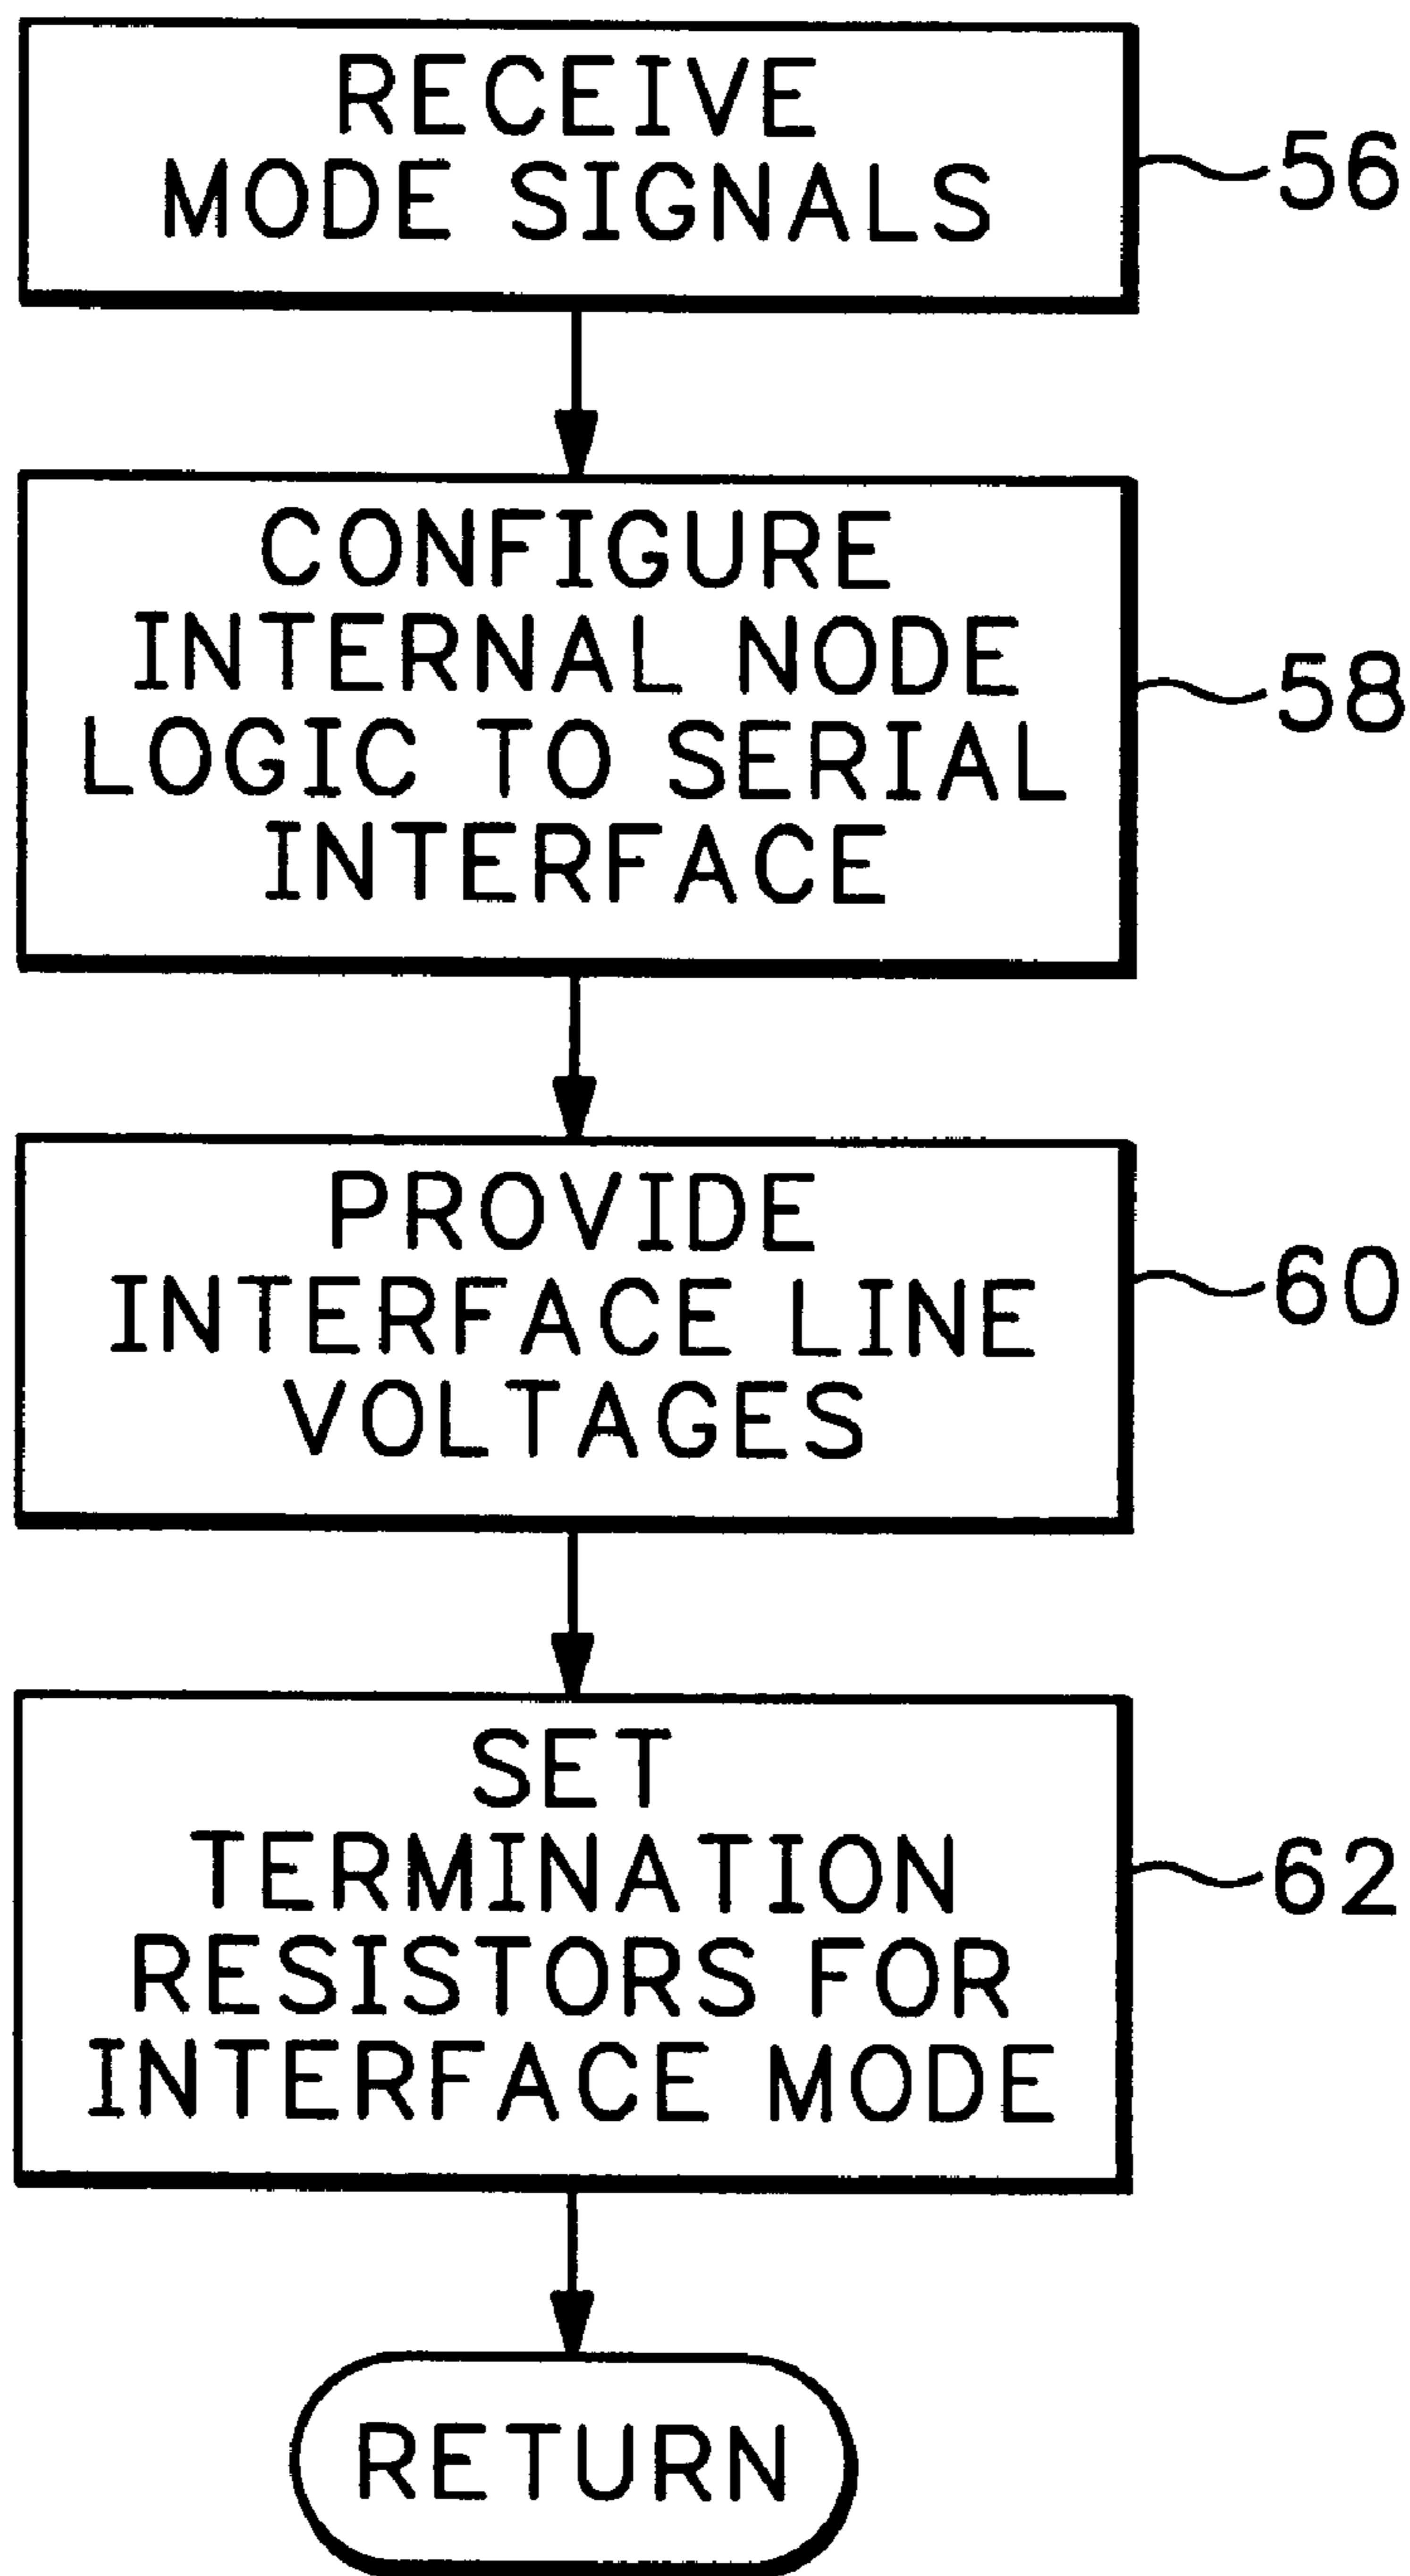 RECEIVE
MODE SIGNALS
56
CONFIGURE
INTERNAL NODE
LOGIC TO SERIAL
INTERFACE
58
PROVIDE
INTERFACE LINE
VOLTAGES
60
SET
TERMINATION
RESISTORS FOR
INTERFACE MODE
62
RETURN